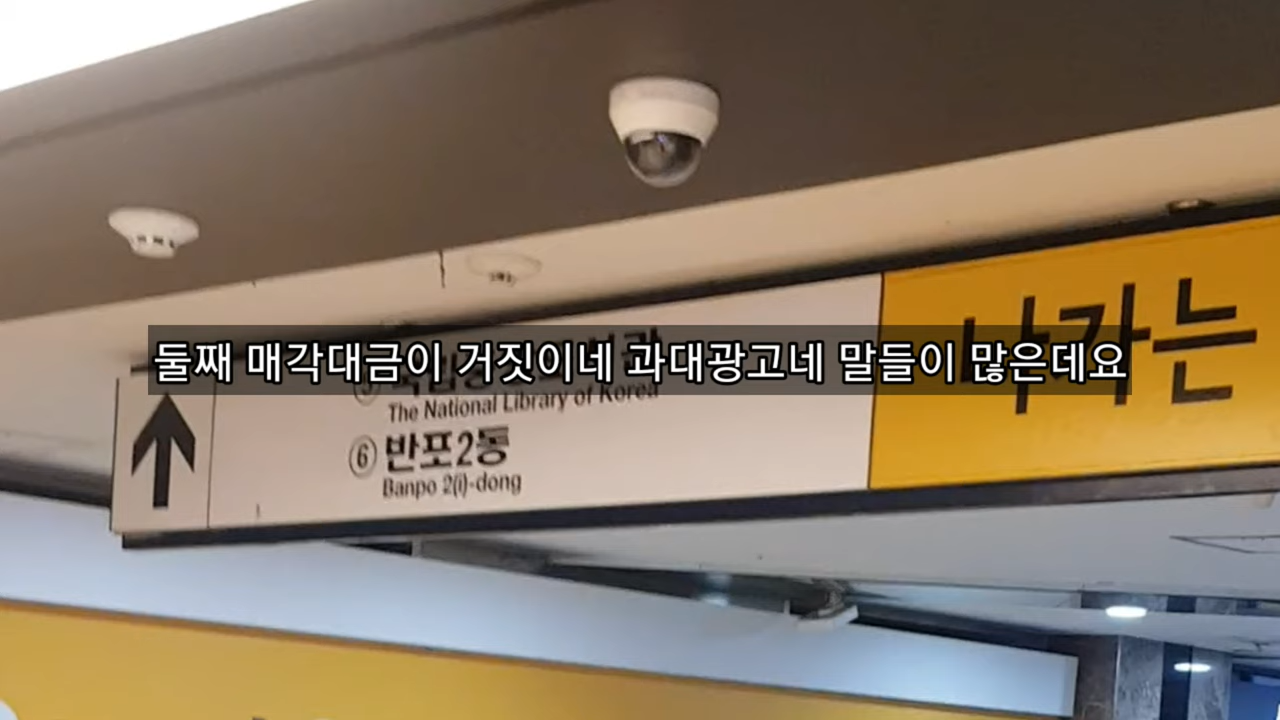 둘째 매각대금이 거짓이네 과대광고네 말들이 많은데요
The National Library of Korea
⑥ 반포2동
Banpo 2(i)-dong
나가는